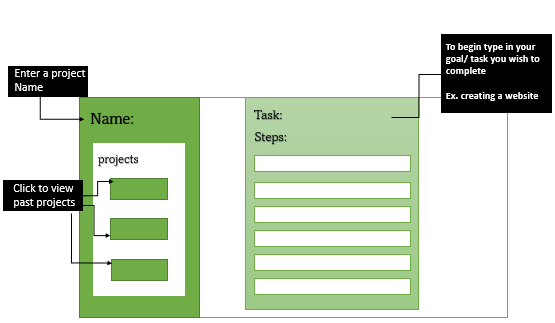 To begin type in your
goal/ task you wish to
complete
Ex. creating a website
Enter a project
Name
Name:
Task:
Steps:
projects
Click to view
past projects